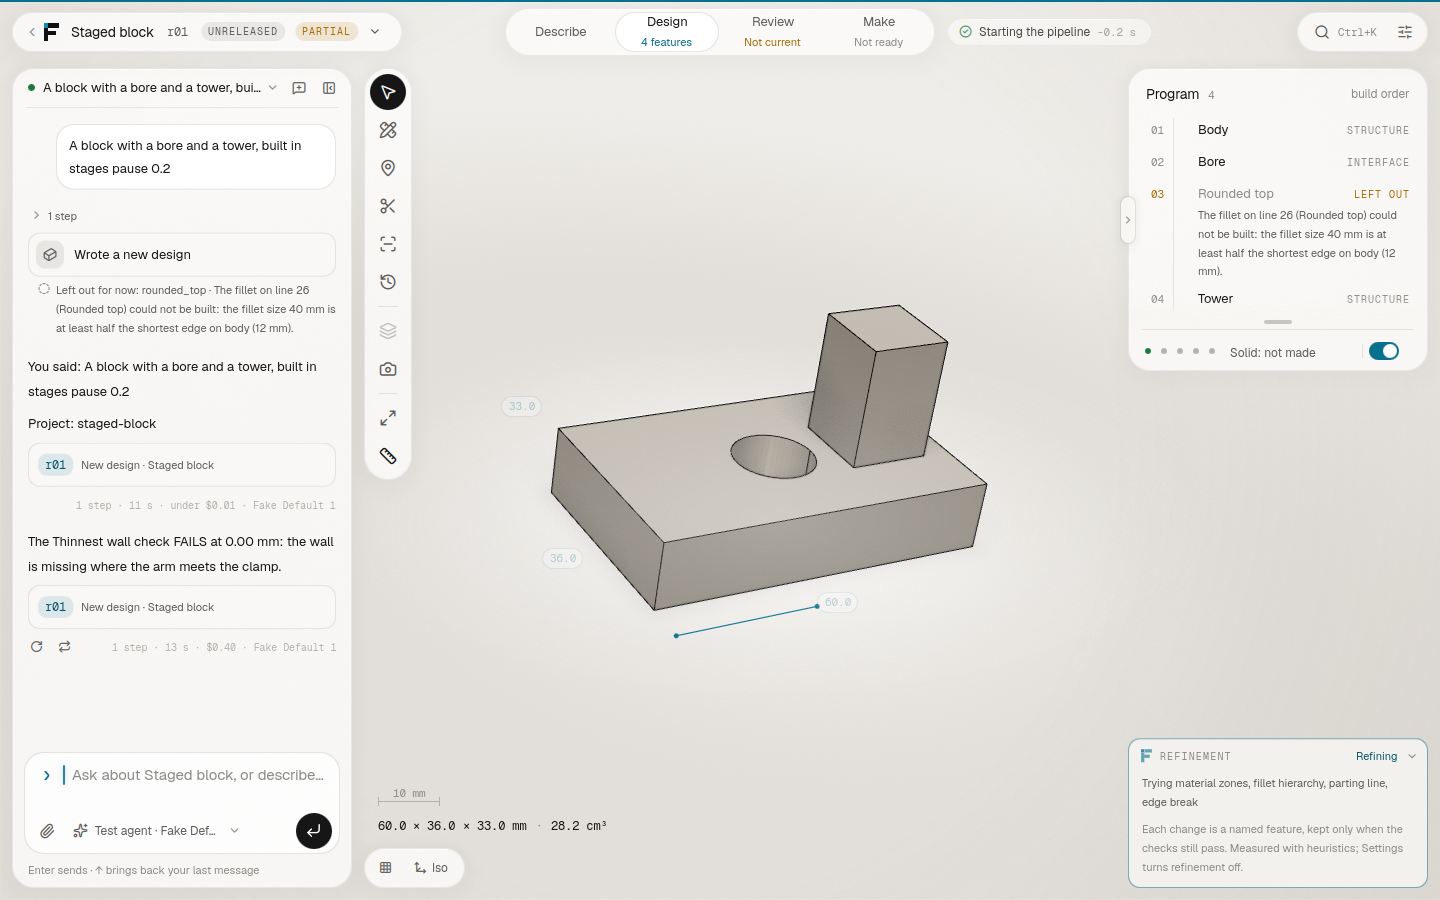 Staged block r01 UNRELEASED PARTIAL
Describe
Design
4 features
Review
Not current
Make
Not ready
Starting the pipeline -0.2 s
Ctrl+K
A block with a bore and a tower, bui…
A block with a bore and a tower, built in
stages pause 0.2
1 step
Wrote a new design
Left out for now: rounded_top · The fillet on line 26
(Rounded top) could not be built: the fillet size 40 mm is
at least half the shortest edge on body (12 mm).
You said: A block with a bore and a tower, built in
stages pause 0.2
Project: staged-block
r01 New design · Staged block
1 step · 11 s · under $0.01 · Fake Default 1
The Thinnest wall check FAILS at 0.00 mm: the wall
is missing where the arm meets the clamp.
r01 New design · Staged block
1 step · 13 s · $0.40 · Fake Default 1
Ask about Staged block, or describe…
Test agent · Fake Def…
Enter sends · ↑ brings back your last message
33.0
36.0
60.0
10 mm
60.0 × 36.0 × 33.0 mm · 28.2 cm³
Iso
Program 4 build order
01 Body STRUCTURE
02 Bore INTERFACE
03 Rounded top LEFT OUT
The fillet on line 26 (Rounded top) could
not be built: the fillet size 40 mm is at
least half the shortest edge on body (12
mm).
04 Tower STRUCTURE
Solid: not made
REFINEMENT Refining
Trying material zones, fillet hierarchy, parting line,
edge break
Each change is a named feature, kept only when the
checks still pass. Measured with heuristics; Settings
turns refinement off.